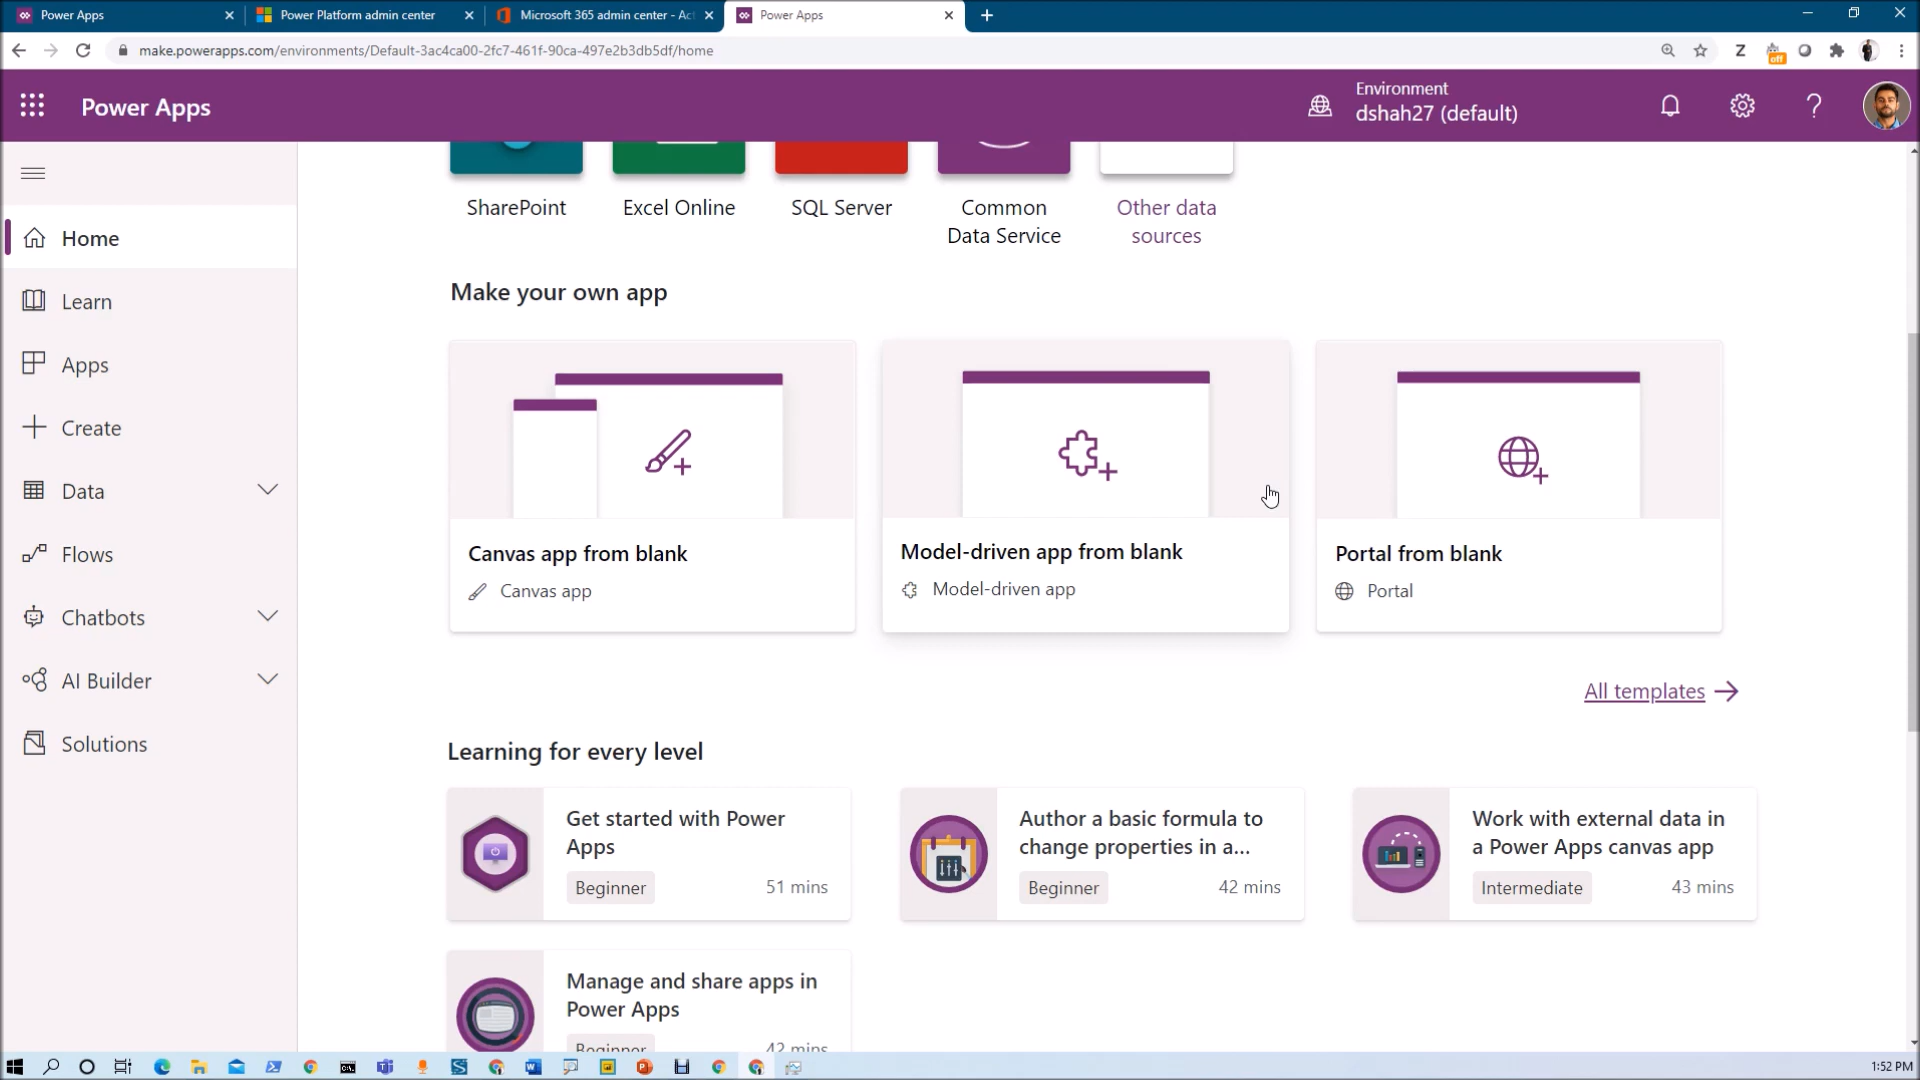 Power Apps
Power Platform admin center
Microsoft 365 admin center - Act
Power Apps
make.powerapps.com/environments/Default-3ac4ca00-2fc7-461f-90ca-497e2b3db5df/home
Z
off
Power Apps
Environment
dshah27 (default)
Home
Learn
Apps
Create
Data
Flows
Chatbots
AI Builder
Solutions
SharePoint
Excel Online
SQL Server
Common
Data Service
Other data
sources
Make your own app
Canvas app from blank
Canvas app
Model-driven app from blank
Model-driven app
Portal from blank
Portal
All templates
Learning for every level
Get started with Power
Apps
Beginner
51 mins
Author a basic formula to
change properties in a...
Beginner
42 mins
Work with external data in
a Power Apps canvas app
Intermediate
43 mins
Manage and share apps in
Power Apps
Beginner
42 mins
1:52 PM